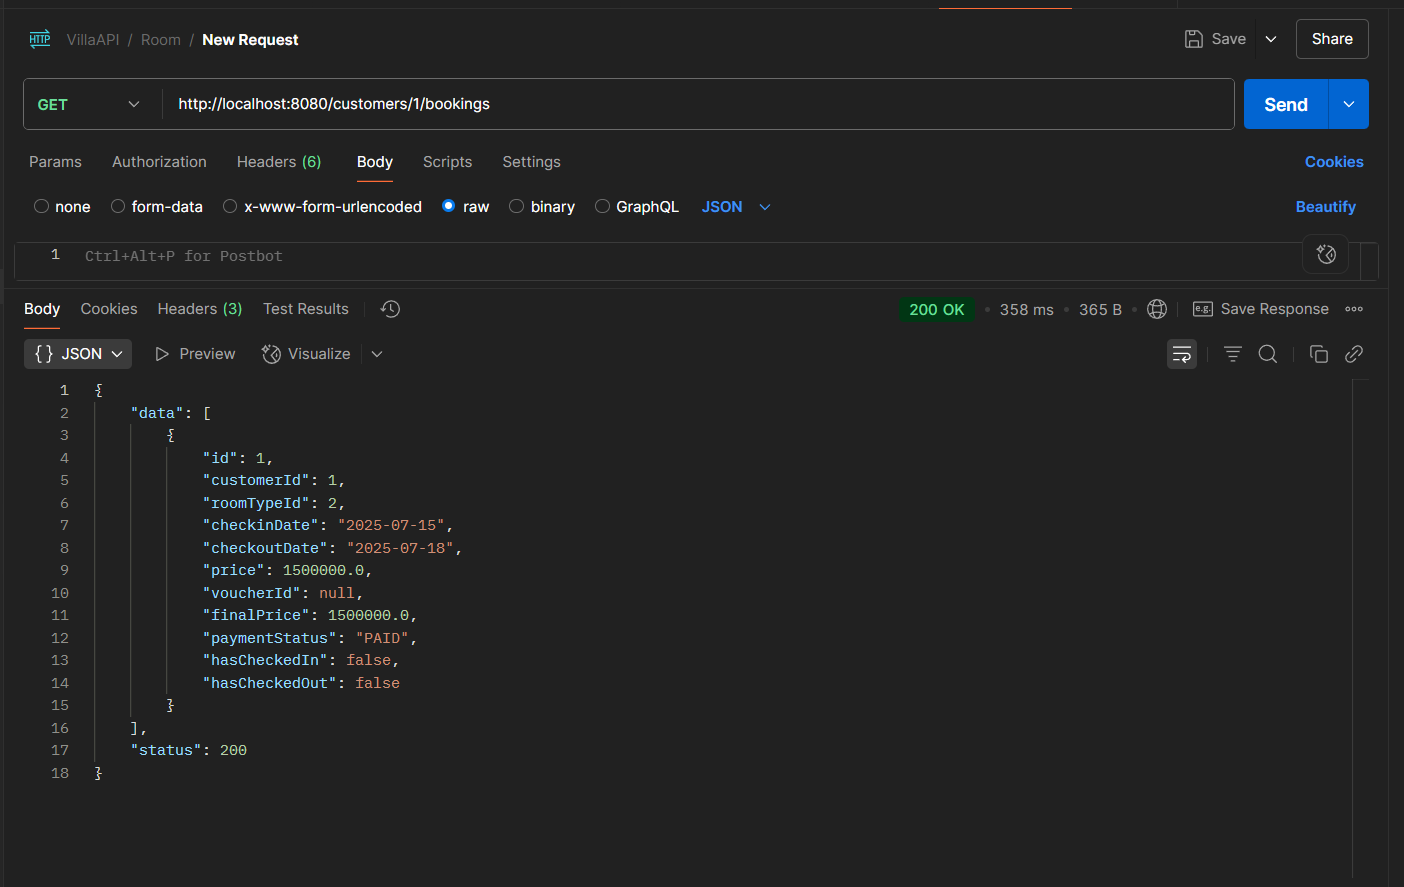 HTTP VillaAPI / Room / New Request Save Share
GET http://localhost:8080/customers/1/bookings Send
Params Authorization Headers (6) Body Scripts Settings Cookies
none form-data x-www-form-urlencoded raw binary GraphQL JSON Beautify
1 Ctrl+Alt+P for Postbot
Body Cookies Headers (3) Test Results 200 OK • 358 ms • 365 B • e.g. Save Response
{} JSON Preview Visualize
1 {
2 "data": [
3 {
4 "id": 1,
5 "customerId": 1,
6 "roomTypeId": 2,
7 "checkinDate": "2025-07-15",
8 "checkoutDate": "2025-07-18",
9 "price": 1500000.0,
10 "voucherId": null,
11 "finalPrice": 1500000.0,
12 "paymentStatus": "PAID",
13 "hasCheckedIn": false,
14 "hasCheckedOut": false
15 }
16 ],
17 "status": 200
18 }